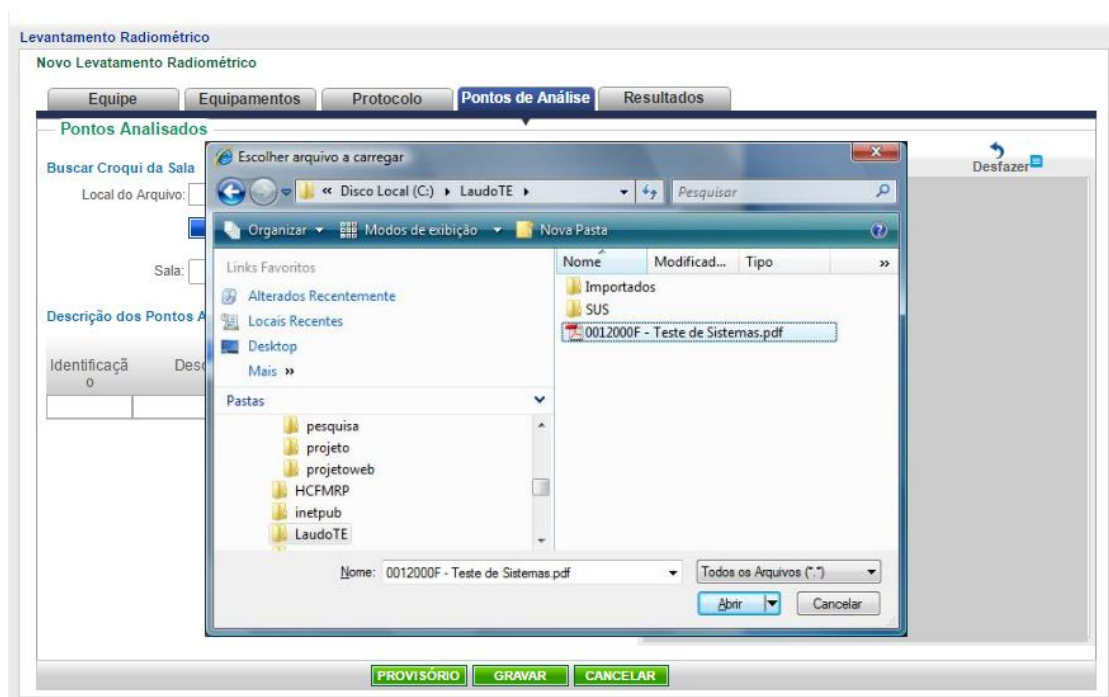 Levantamento Radiométrico
Novo Levatamento Radiométrico
Equipe Equipamentos Protocolo Pontos de Análise Resultados
Pontos Analisados
Buscar Croqui da Sala
Local do Arquivo:
Sala:
Descrição dos Pontos A
Identificaçã
o
Desc
Desfazer
Escolher arquivo a carregar
« Disco Local (C:) LaudoTE
Pesquisar
Organizar Modos de exibição Nova Pasta
Links Favoritos
Alterados Recentemente
Locais Recentes
Desktop
Mais »
Pastas
pesquisa
projeto
projetoweb
HCFMRP
inetpub
LaudoTE
Nome Modificad... Tipo »
Importados
SUS
0012000F - Teste de Sistemas.pdf
Nome: 0012000F - Teste de Sistemas.pdf
Todos os Arquivos (*.*)
Abrir Cancelar
PROVISÓRIO GRAVAR CANCELAR